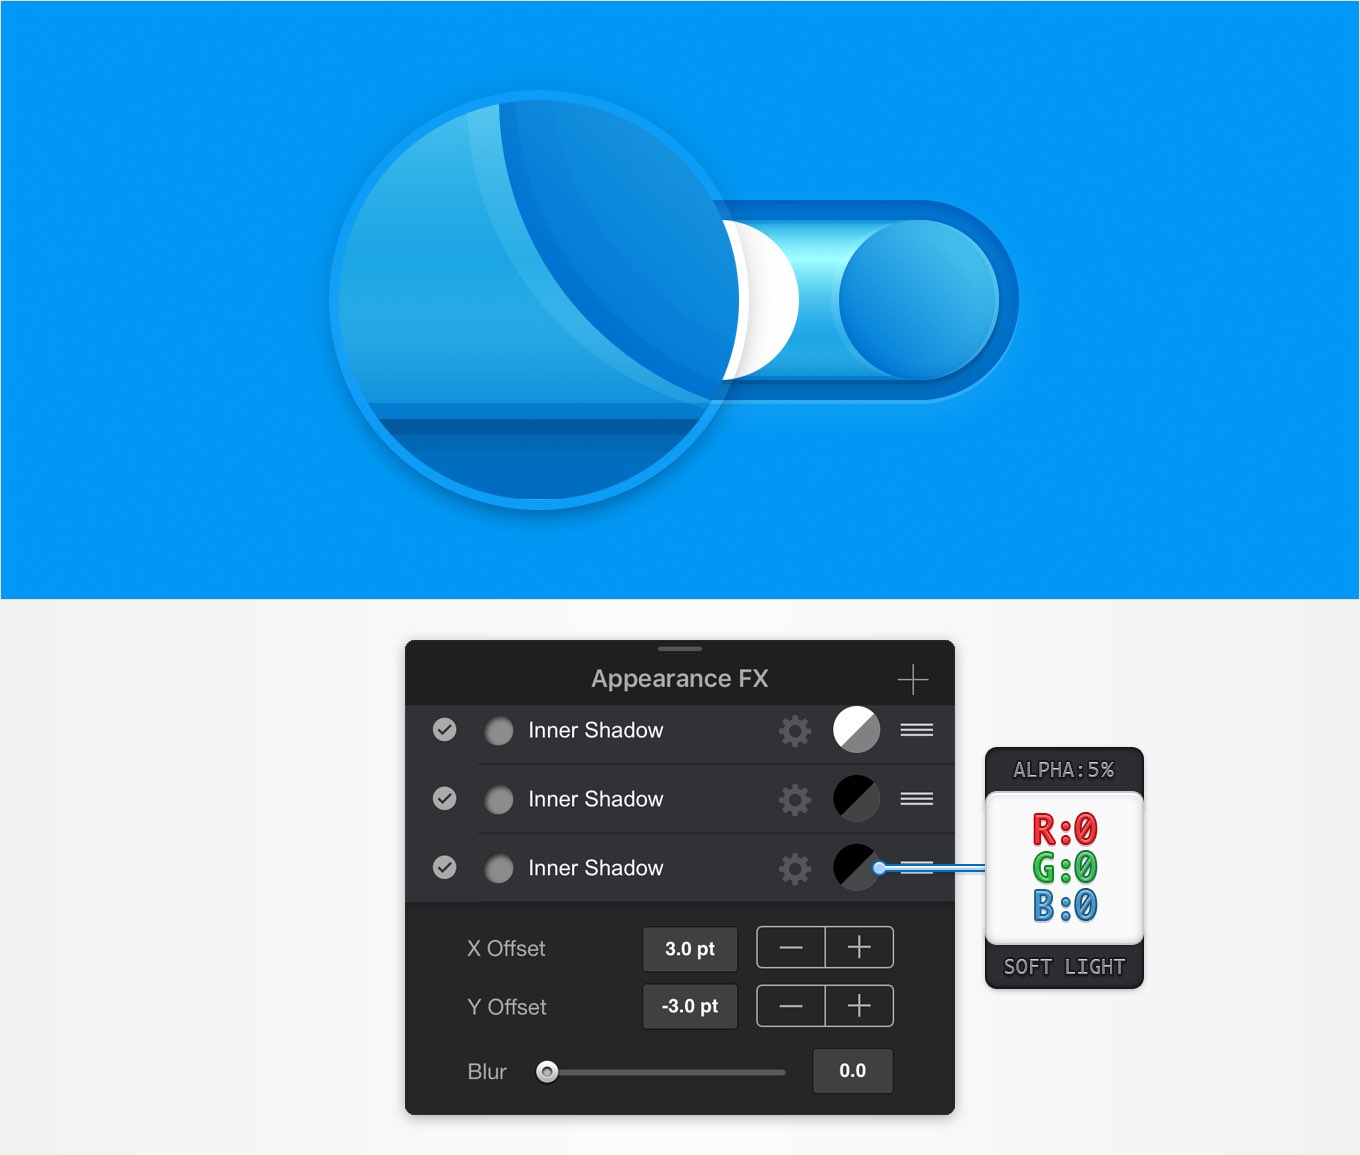 Appearance FX
Inner Shadow
Inner Shadow
Inner Shadow
X Offset 3.0 pt
Y Offset -3.0 pt
Blur 0.0
ALPHA:5%
R:0
G:0
B:0
SOFT LIGHT